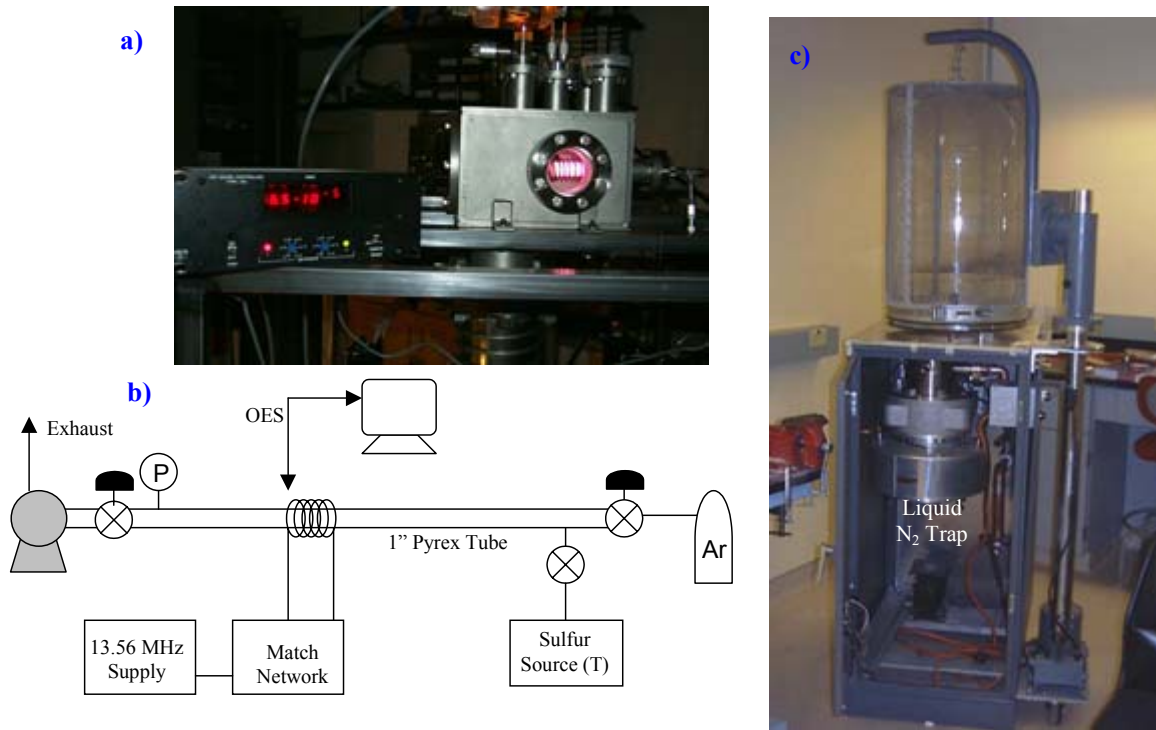 a)
b)
Exhaust
P
OES
1” Pyrex Tube
Ar
13.56 MHz
Supply
Match
Network
Sulfur
Source (T)
c)
Liquid
N₂ Trap